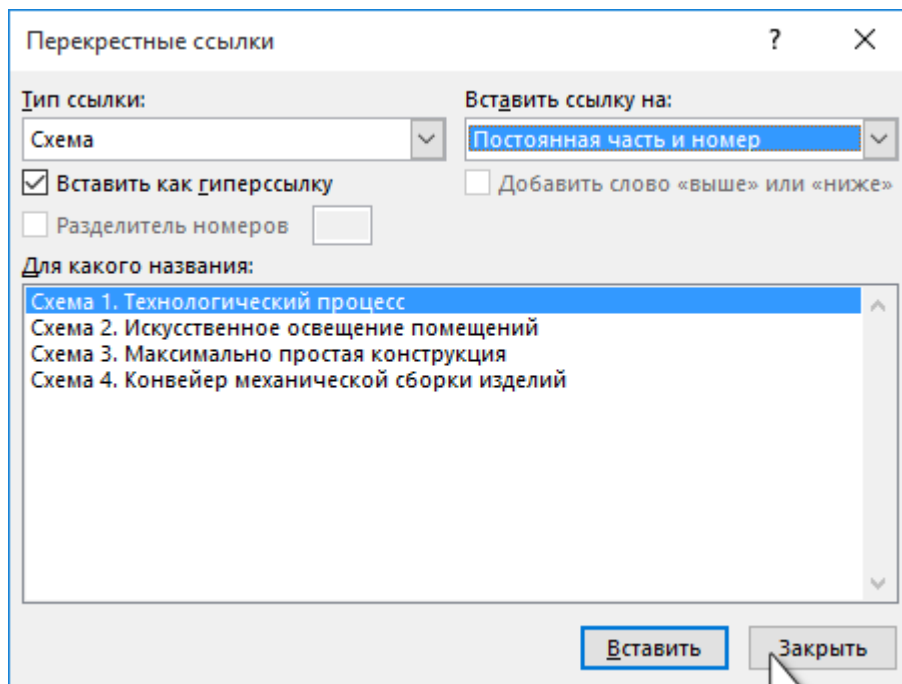 Перекрестные ссылки ?
Тип ссылки: Вставить ссылку на:
Схема Постоянная часть и номер
Вставить как гиперссылку Добавить слово «выше» или «ниже»
Разделитель номеров
Для какого названия:
Схема 1. Технологический процесс
Схема 2. Искусственное освещение помещений
Схема 3. Максимально простая конструкция
Схема 4. Конвейер механической сборки изделий
Вставить Закрыть